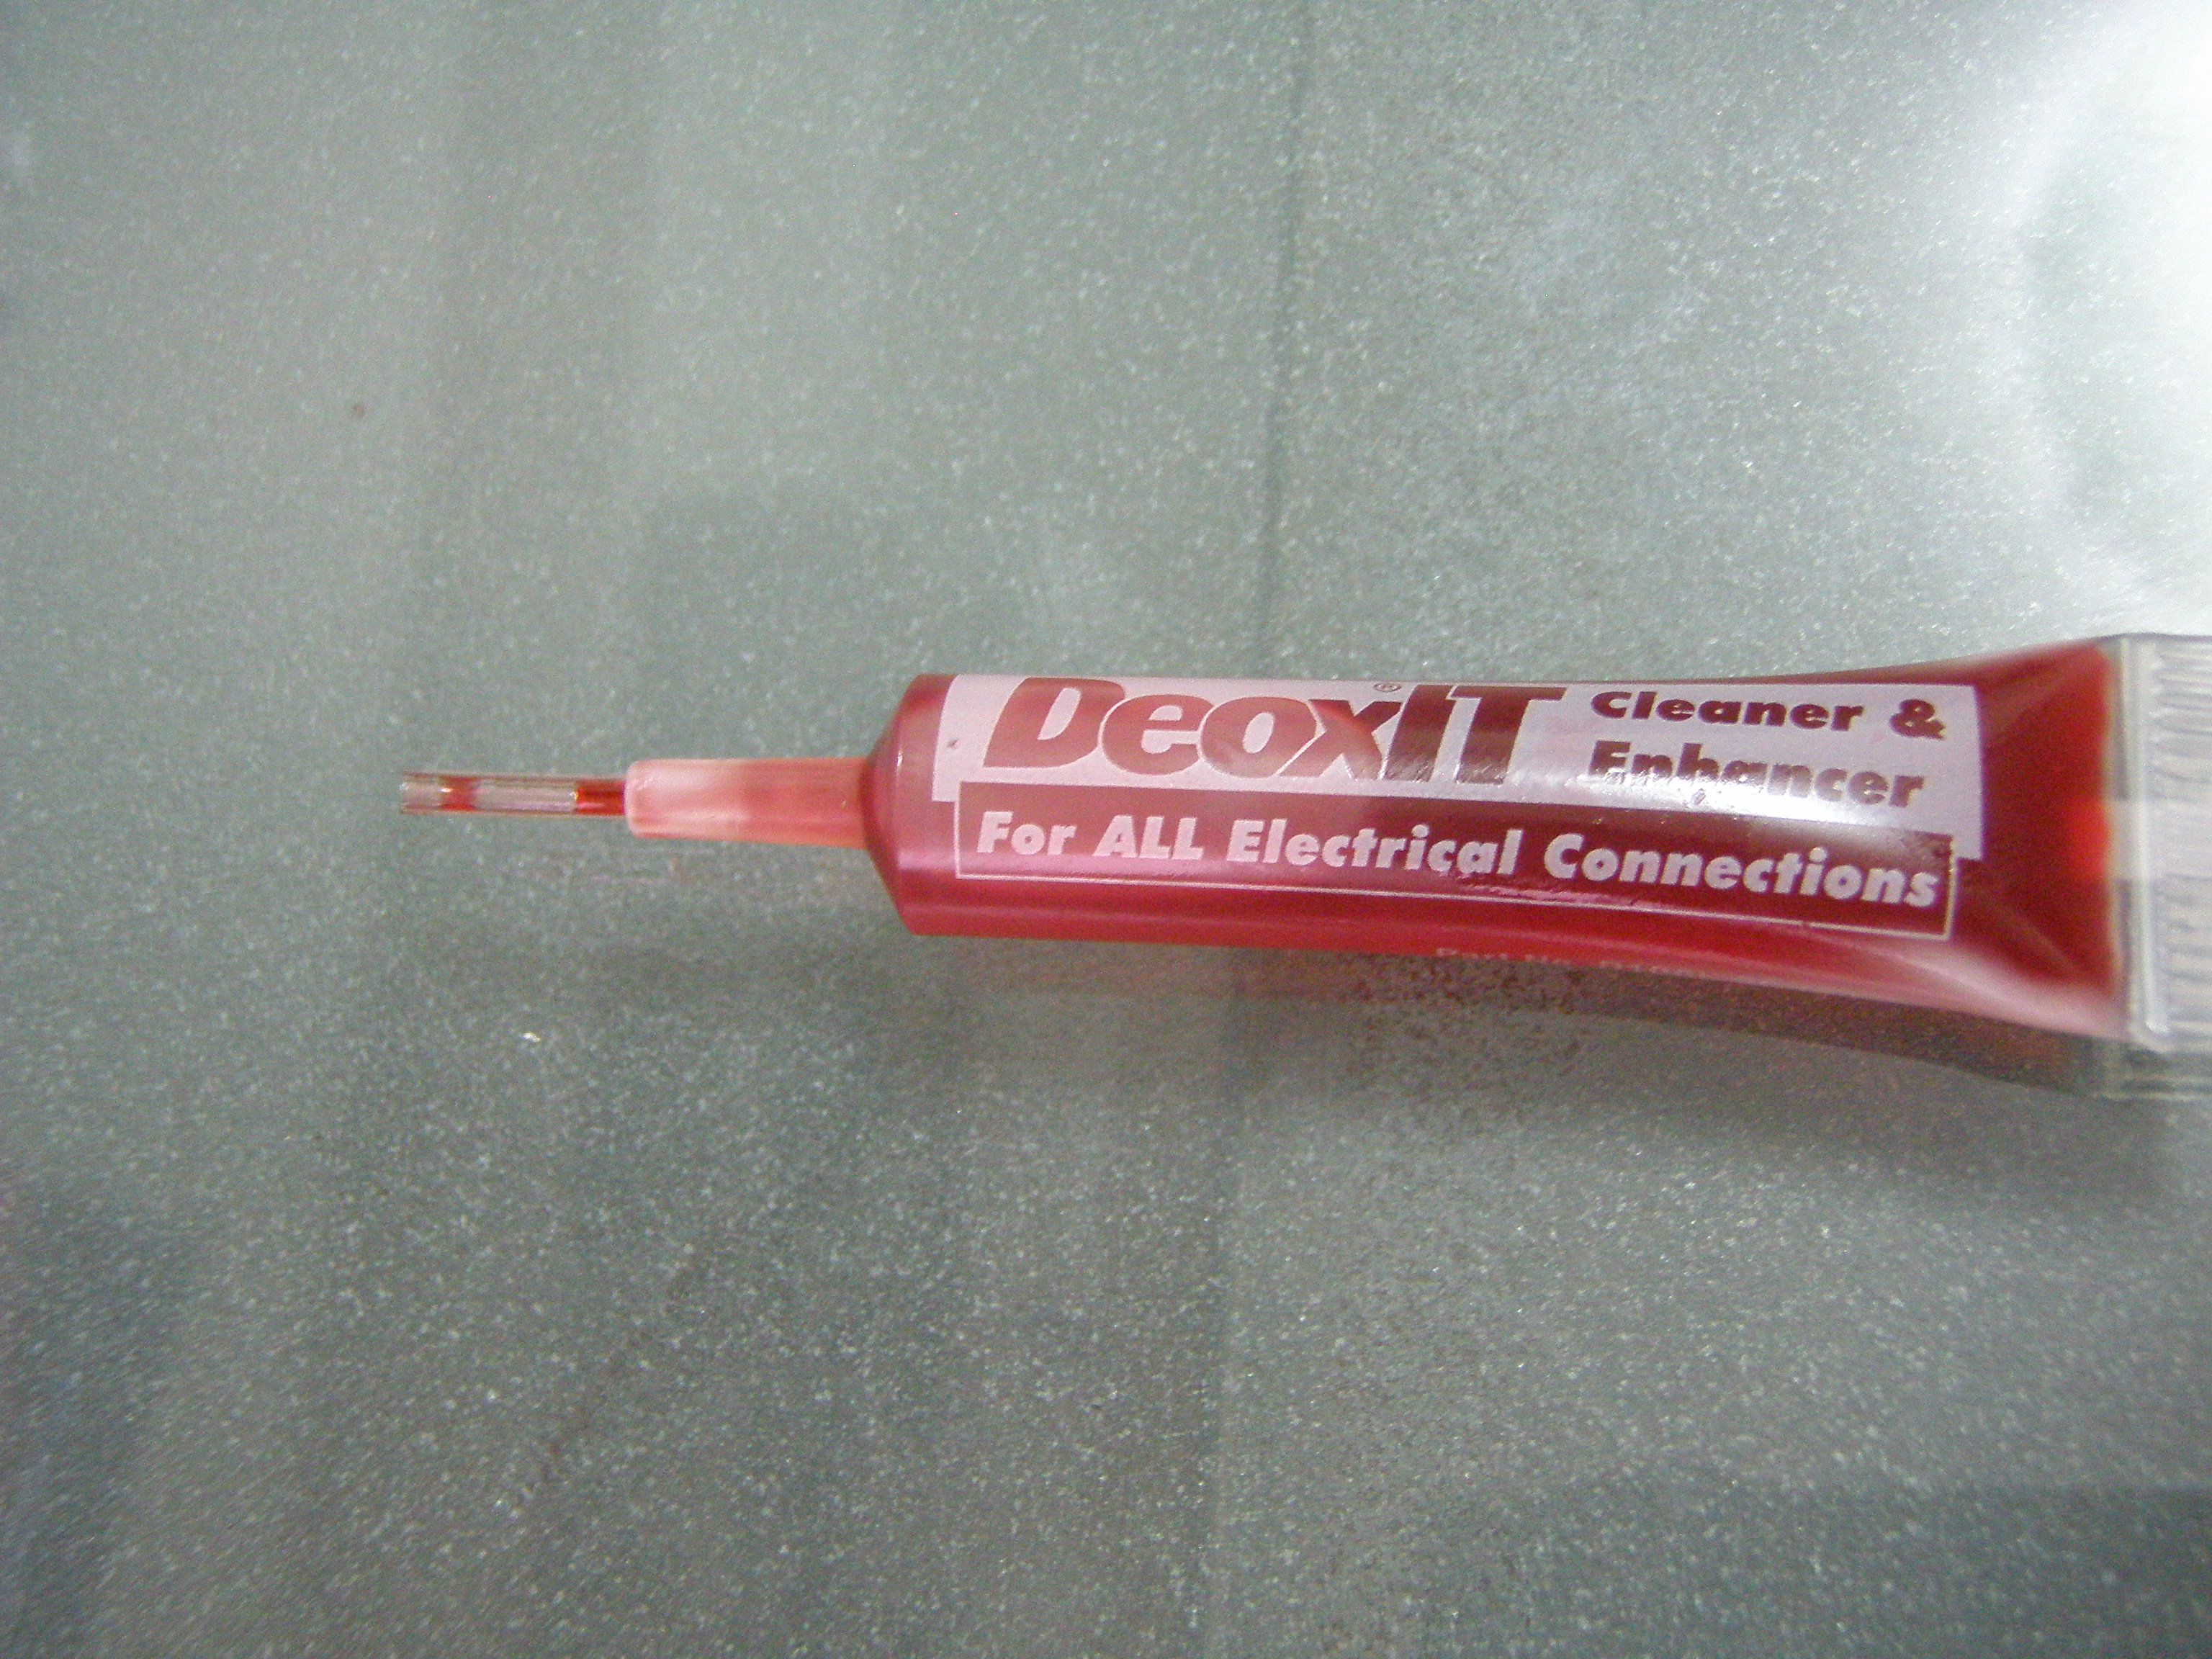 DeoxIT® Cleaner &
Enhancer
For ALL Electrical Connections